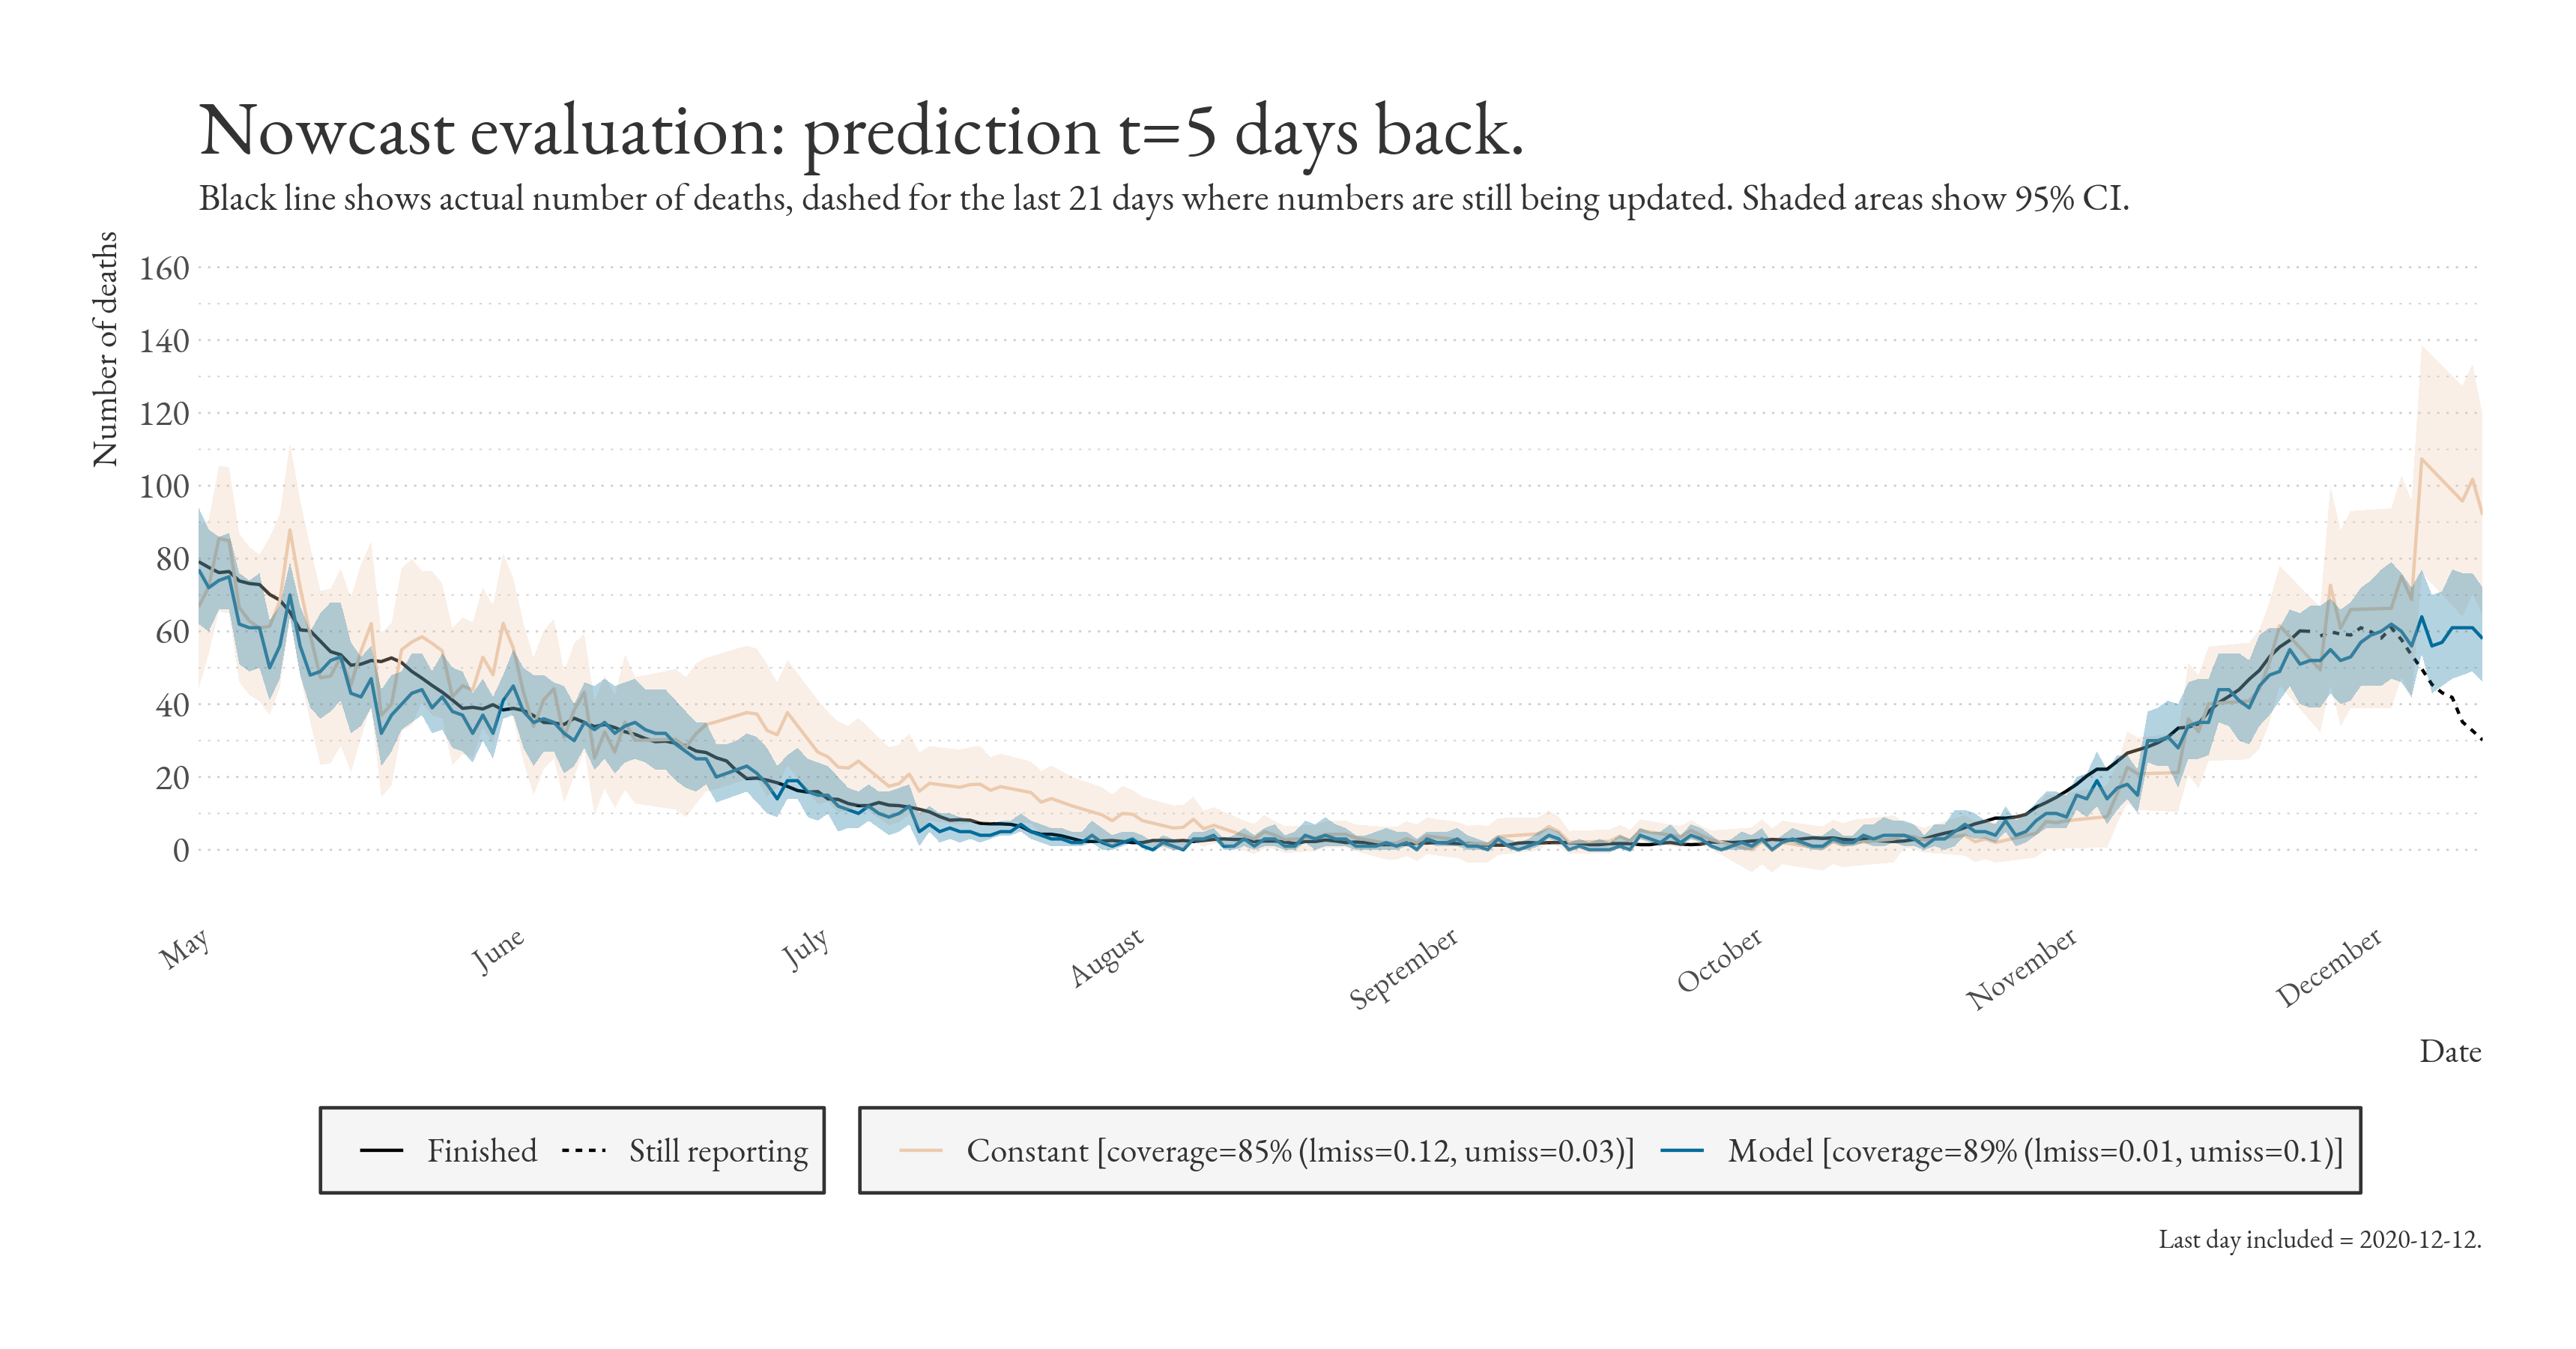 Nowcast evaluation: prediction t=5 days back.
Black line shows actual number of deaths, dashed for the last 21 days where numbers are still being updated. Shaded areas show 95% CI.
Number of deaths
160
140
120
100
80
60
40
20
0
May
June
July
August
September
October
November
December
Date
Finished
Still reporting
Constant [coverage=85% (lmiss=0.12, umiss=0.03)]
Model [coverage=89% (lmiss=0.01, umiss=0.1)]
Last day included = 2020-12-12.